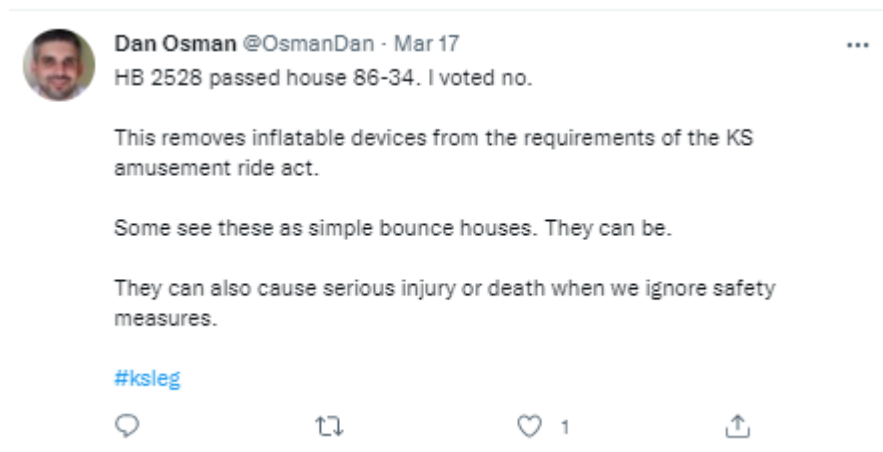 Dan Osman @OsmanDan · Mar 17
HB 2528 passed house 86-34. I voted no.
This removes inflatable devices from the requirements of the KS
amusement ride act.
Some see these as simple bounce houses. They can be.
They can also cause serious injury or death when we ignore safety
measures.
#ksleg
1